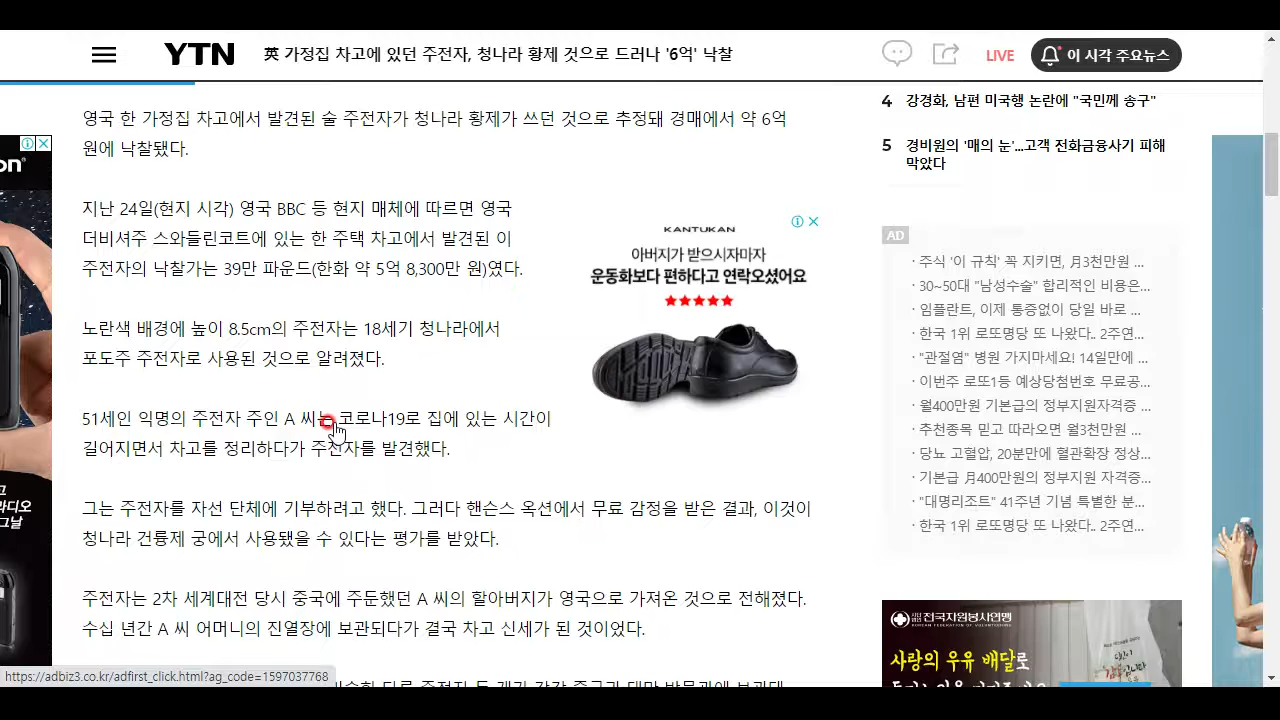 YTN
英 가정집 차고에 있던 주전자, 청나라 황제 것으로 드러나 '6억' 낙찰
LIVE
이 시각 주요뉴스
영국 한 가정집 차고에서 발견된 술 주전자가 청나라 황제가 쓰던 것으로 추정돼 경매에서 약 6억
원에 낙찰됐다.
지난 24일(현지 시각) 영국 BBC 등 현지 매체에 따르면 영국
더비셔주 스와들린코트에 있는 한 주택 차고에서 발견된 이
주전자의 낙찰가는 39만 파운드(한화 약 5억 8,300만 원)였다.
노란색 배경에 높이 8.5cm의 주전자는 18세기 청나라에서
포도주 주전자로 사용된 것으로 알려졌다.
51세인 익명의 주전자 주인 A 씨는 코로나19로 집에 있는 시간이
길어지면서 차고를 정리하다가 주전자를 발견했다.
그는 주전자를 자선 단체에 기부하려고 했다. 그러다 핸슨스 옥션에서 무료 감정을 받은 결과, 이것이
청나라 건륭제 궁에서 사용됐을 수 있다는 평가를 받았다.
주전자는 2차 세계대전 당시 중국에 주둔했던 A 씨의 할아버지가 영국으로 가져온 것으로 전해졌다.
수십 년간 A 씨 어머니의 진열장에 보관되다가 결국 차고 신세가 된 것이었다.
https://adbiz3.co.kr/adfirst_click.html?ag_code=1597037760
KANTUKAN
아버지가 받으시자마자
운동화보다 편하다고 연락오셨어요
★★★★★
4 강경화, 남편 미국행 논란에 "국민께 송구"
5 경비원의 '매의 눈'...고객 전화금융사기 피해
막았다
AD
· 주식 '이 규칙' 꼭 지키면, 月3천만원 ...
· 30~50대 "남성수술" 합리적인 비용은...
· 임플란트, 이제 통증없이 당일 바로 ...
· 한국 1위 로또명당 또 나왔다.. 2주연...
· "관절염" 병원 가지마세요! 14일만에 ...
· 이번주 로또1등 예상당첨번호 무료공...
· 월400만원 기본급의 정부지원자격증 ...
· 추천종목 믿고 따라오면 월3천만원 ...
· 당뇨 고혈압, 20분만에 혈관확장 정상...
· 기본급 月400만원의 정부지원 자격증...
· "대명리조트" 41주년 기념 특별한 분...
· 한국 1위 로또명당 또 나왔다.. 2주연...
전국자원봉사연맹
KOREAN FEDERATION OF VOLUNTEERING
사랑의 우유 배달로
on
라디오
그날